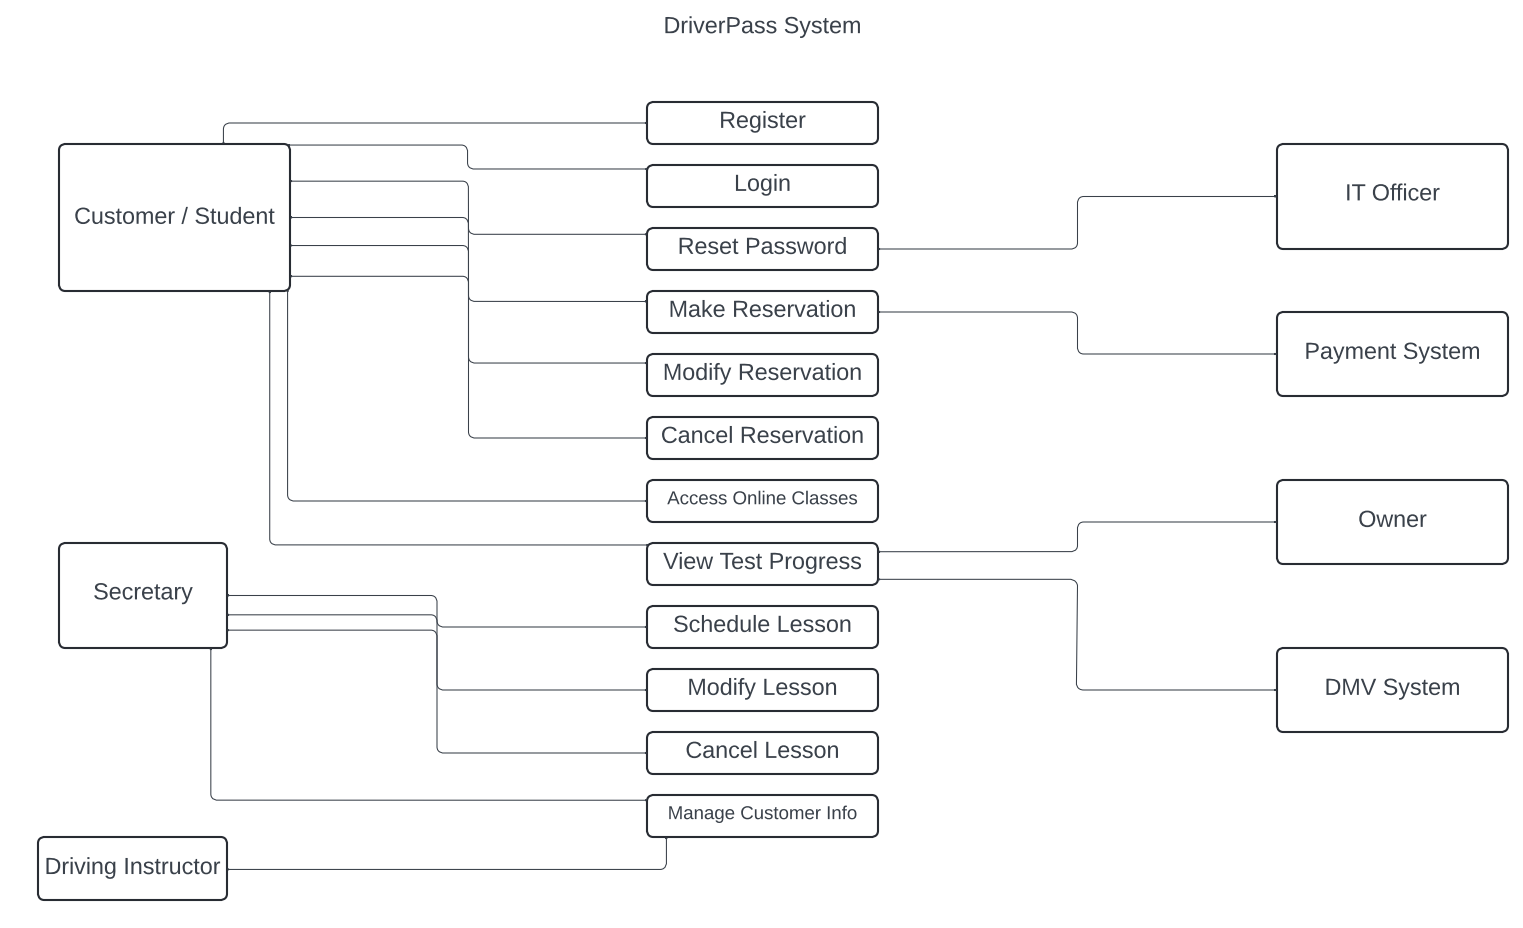 DriverPass System
Register
Login
Reset Password
Make Reservation
Modify Reservation
Cancel Reservation
Access Online Classes
View Test Progress
Schedule Lesson
Modify Lesson
Cancel Lesson
Manage Customer Info
Customer / Student
Secretary
Driving Instructor
IT Officer
Payment System
Owner
DMV System